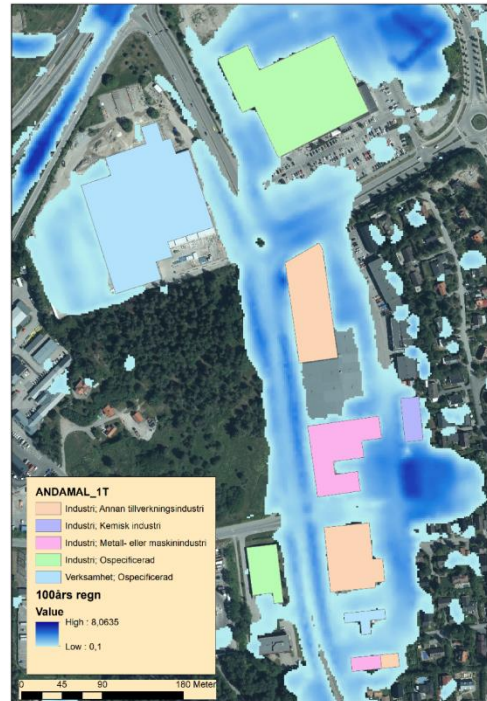 ANDAMAL_1T
Industri; Annan tillverkningsindustri
Industri; Kemisk industri
Industri; Metall- eller maskinindustri
Industri; Ospecificerad
Verksamhet; Ospecificerad
100års regn
Value
High : 8,0635
Low : 0,1
0 45 90 180 Meter